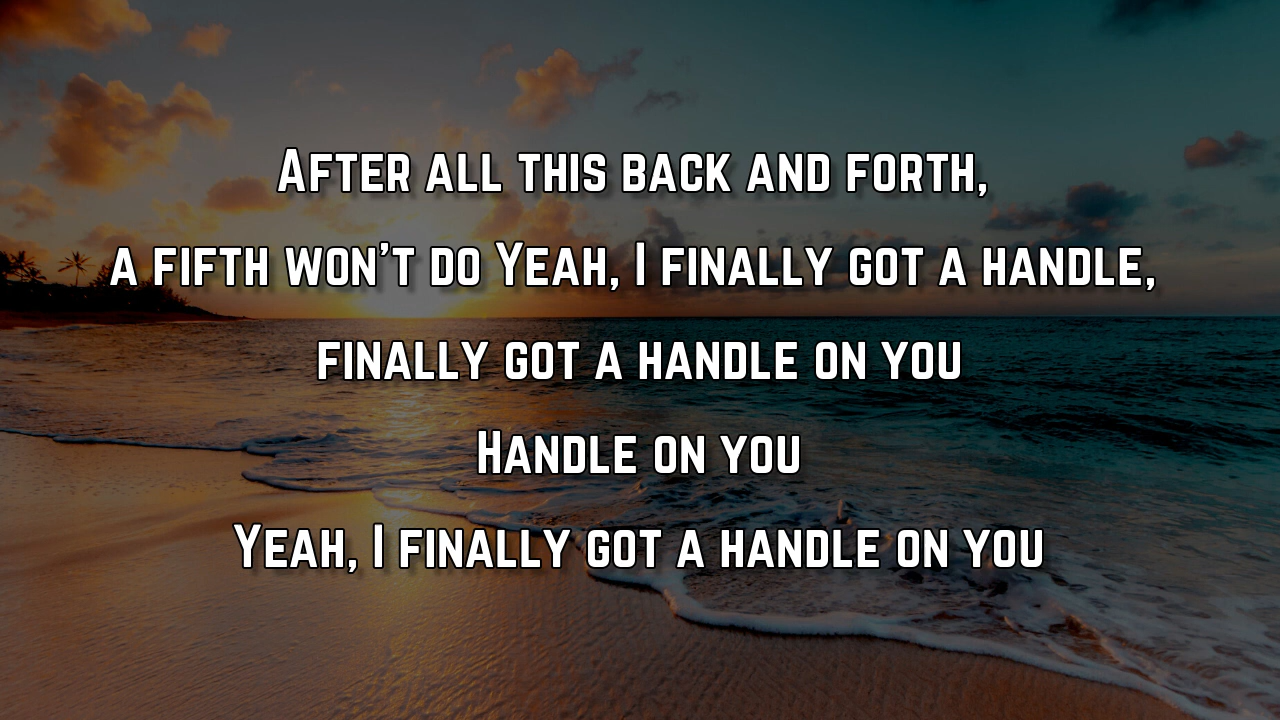 After all this back and forth,
a fifth won't do Yeah, I finally got a handle,
finally got a handle on you
Handle on you
Yeah, I finally got a handle on you